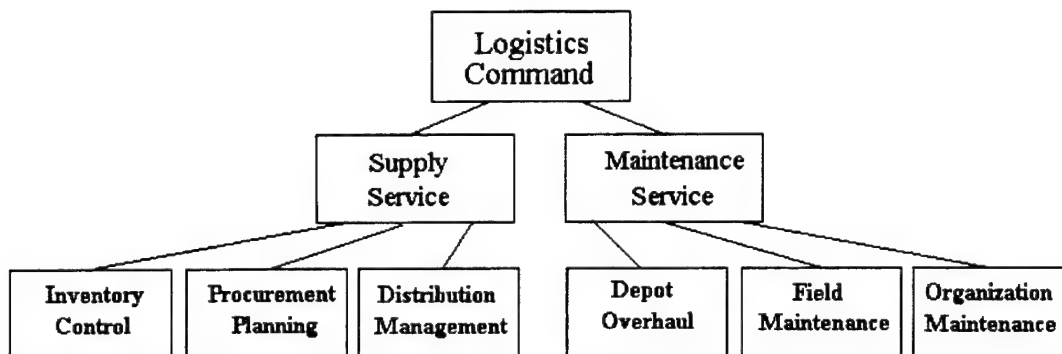 Logistics
Command
Supply
Service
Maintenance
Service
Inventory
Control
Procurement
Planning
Distribution
Management
Depot
Overhaul
Field
Maintenance
Organization
Maintenance